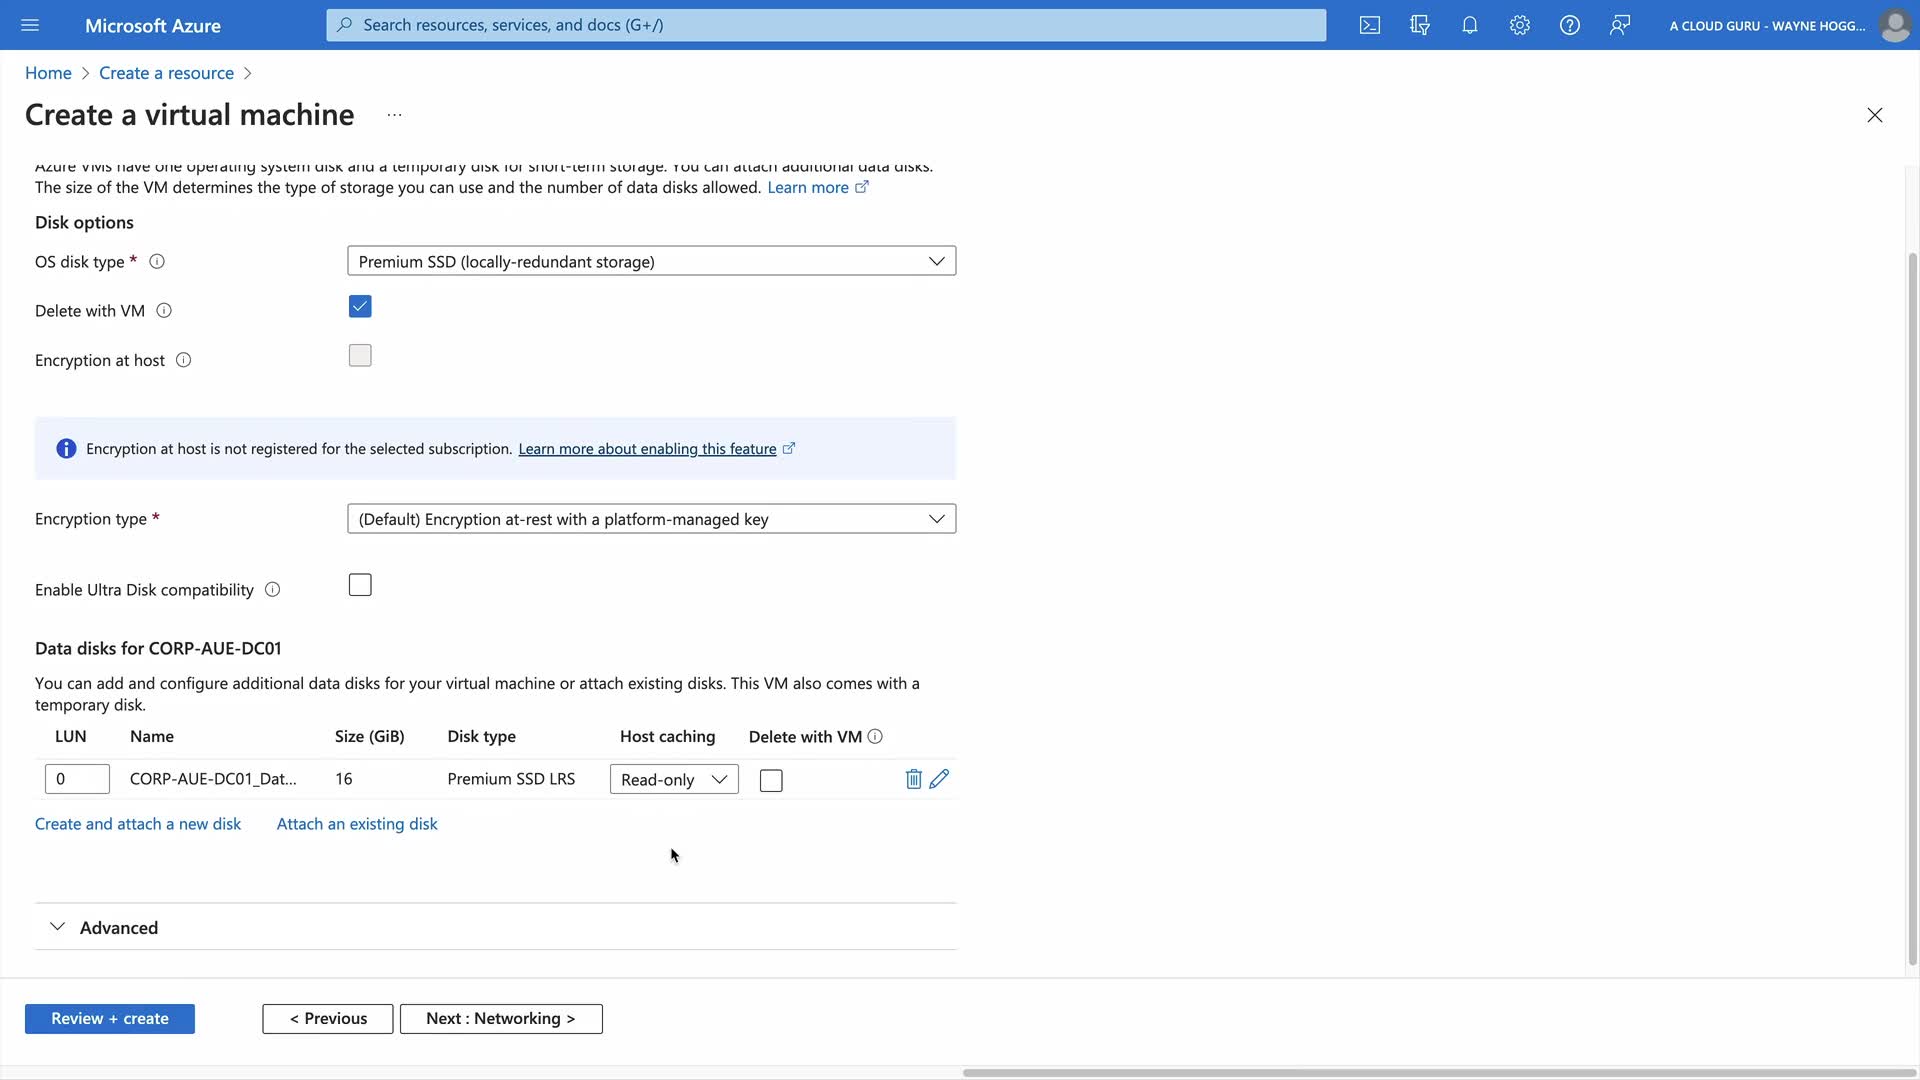 Microsoft Azure
Search resources, services, and docs (G+/)
A CLOUD GURU - WAYNE HOGG...
Home > Create a resource >
Create a virtual machine ...
Azure VMs have one operating system disk and a temporary disk for short-term storage. You can attach additional data disks.
The size of the VM determines the type of storage you can use and the number of data disks allowed. Learn more
Disk options
OS disk type *
Premium SSD (locally-redundant storage)
Delete with VM
Encryption at host
Encryption at host is not registered for the selected subscription. Learn more about enabling this feature
Encryption type *
(Default) Encryption at-rest with a platform-managed key
Enable Ultra Disk compatibility
Data disks for CORP-AUE-DC01
You can add and configure additional data disks for your virtual machine or attach existing disks. This VM also comes with a
temporary disk.
LUN Name Size (GiB) Disk type Host caching Delete with VM
0 CORP-AUE-DC01_Dat... 16 Premium SSD LRS Read-only
Create and attach a new disk Attach an existing disk
Advanced
Review + create < Previous Next : Networking >